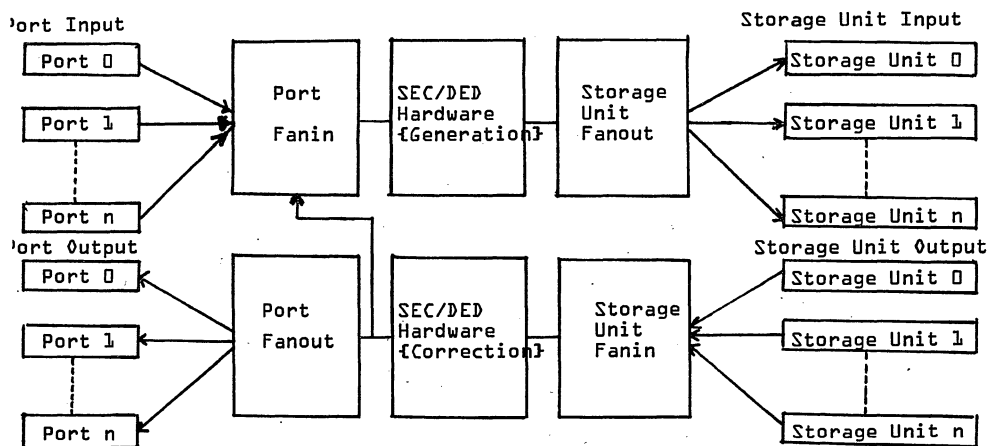 Port Input
Port 0
Port 1
Port n
Port
Fanin
SEC/DED
Hardware
{Generation}
Storage
Unit
Fanout
Storage Unit Input
Storage Unit 0
Storage Unit 1
Storage Unit n
Port Output
Port 0
Port 1
Port n
Port
Fanout
SEC/DED
Hardware
{Correction}
Storage
Unit
Fanin
Storage Unit Output
Storage Unit 0
Storage Unit 1
Storage Unit n